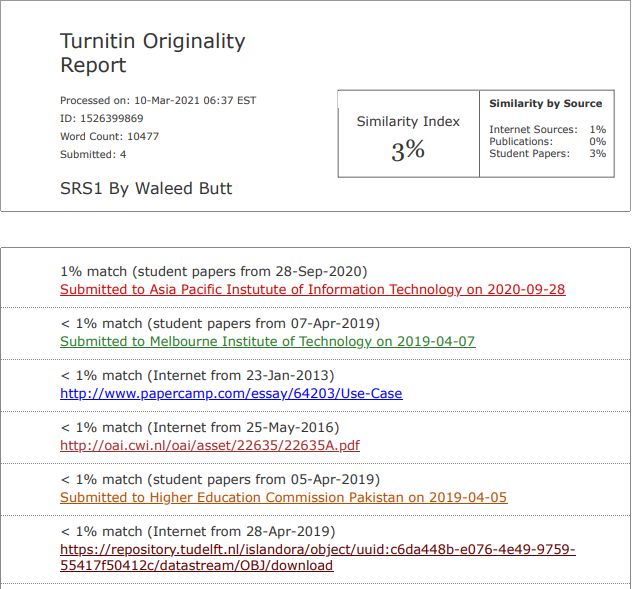 Turnitin Originality
Report
Processed on: 10-Mar-2021 06:37 EST
ID: 1526399869
Word Count: 10477
Submitted: 4
SRS1 By Waleed Butt
Similarity Index
3%
Similarity by Source
Internet Sources: 1%
Publications: 0%
Student Papers: 3%
1% match (student papers from 28-Sep-2020)
Submitted to Asia Pacific Instutute of Information Technology on 2020-09-28
< 1% match (student papers from 07-Apr-2019)
Submitted to Melbourne Institute of Technology on 2019-04-07
< 1% match (Internet from 23-Jan-2013)
http://www.papercamp.com/essay/64203/Use-Case
< 1% match (Internet from 25-May-2016)
http://oai.cwi.nl/oai/asset/22635/22635A.pdf
< 1% match (student papers from 05-Apr-2019)
Submitted to Higher Education Commission Pakistan on 2019-04-05
< 1% match (Internet from 28-Apr-2019)
https://repository.tudelft.nl/islandora/object/uuid:c6da448b-e076-4e49-9759-
55417f50412c/datastream/OBJ/download